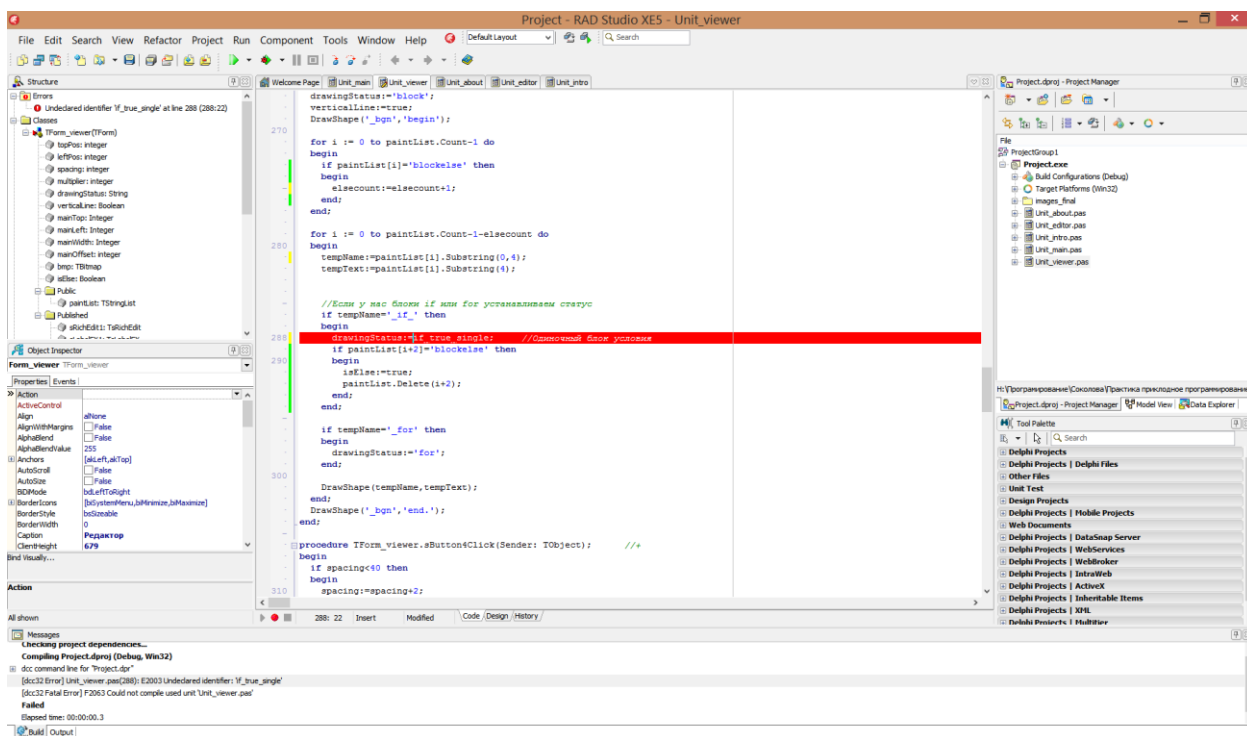 Project - RAD Studio XE5 - Unit_viewer
File Edit Search View Refactor Project Run Component Tools Window Help Default Layout Search
Structure
Errors
Undeclared identifier 'if_true_single' at line 288 (288:22)
Classes
TForm_viewer(TForm)
topPos: integer
leftPos: integer
spacing: integer
multiplier: integer
drawingStatus: String
verticalLine: Boolean
mainTop: Integer
mainLeft: Integer
mainWidth: Integer
mainOffset: integer
bmp: TBitmap
isElse: Boolean
Public
paintList: TStringList
Published
sRichEdit1: TsRichEdit
Object Inspector
Form_viewer TForm_viewer
Properties Events
Action
ActiveControl
Align alNone
AlignWithMargins False
AlphaBlend False
AlphaBlendValue 255
Anchors [akLeft,akTop]
AutoScroll False
AutoSize False
BiDiMode bdLeftToRight
BorderIcons [biSystemMenu,biMinimize,biMaximize]
BorderStyle bsSizeable
BorderWidth 0
Caption Редактор
ClientHeight 679
Bind Visually...
Action
All shown
Welcome Page Unit_main Unit_viewer Unit_about Unit_editor Unit_intro
drawingStatus:='block';
verticalLine:=true;
DrawShape('_bgn','begin');
270
for i := 0 to paintList.Count-1 do
begin
if paintList[i]='blockelse' then
begin
elsecount:=elsecount+1;
end;
end;
for i := 0 to paintList.Count-1-elsecount do
280 begin
tempName:=paintList[i].Substring(0,4);
tempText:=paintList[i].Substring(4);
//Если у нас блоки if или for устанавливаем статус
if tempName='_if_' then
begin
288 drawingStatus:=if_true_single; //Одиночный блок условия
if paintList[i+2]='blockelse' then
290 begin
isElse:=true;
paintList.Delete(i+2);
end;
end;
if tempName='_for' then
begin
drawingStatus:='for';
end;
300
DrawShape(tempName,tempText);
end;
DrawShape('_bgn','end.');
end;
procedure TForm_viewer.sButton4Click(Sender: TObject); //+
begin
if spacing<40 then
begin
310 spacing:=spacing+2;
288: 22 Insert Modified Code Design History
Project.dproj - Project Manager
File
ProjectGroup1
Project.exe
Build Configurations (Debug)
Target Platforms (Win32)
images_final
Unit_about.pas
Unit_editor.pas
Unit_intro.pas
Unit_main.pas
Unit_viewer.pas
H:\Програмирование\Соколова\Практика прикладное программировани
Project.dproj - Project Manager Model View Data Explorer
Tool Palette
Search
Delphi Projects
Delphi Projects | Delphi Files
Other Files
Unit Test
Design Projects
Delphi Projects | Mobile Projects
Web Documents
Delphi Projects | DataSnap Server
Delphi Projects | WebServices
Delphi Projects | WebBroker
Delphi Projects | IntraWeb
Delphi Projects | ActiveX
Delphi Projects | Inheritable Items
Delphi Projects | XML
Delphi Projects | Multitier
Messages
Checking project dependencies...
Compiling Project.dproj (Debug, Win32)
dcc command line for "Project.dpr"
[dcc32 Error] Unit_viewer.pas(288): E2003 Undeclared identifier: 'if_true_single'
[dcc32 Fatal Error] F2063 Could not compile used unit 'Unit_viewer.pas'
Failed
Elapsed time: 00:00:00.3
Build Output